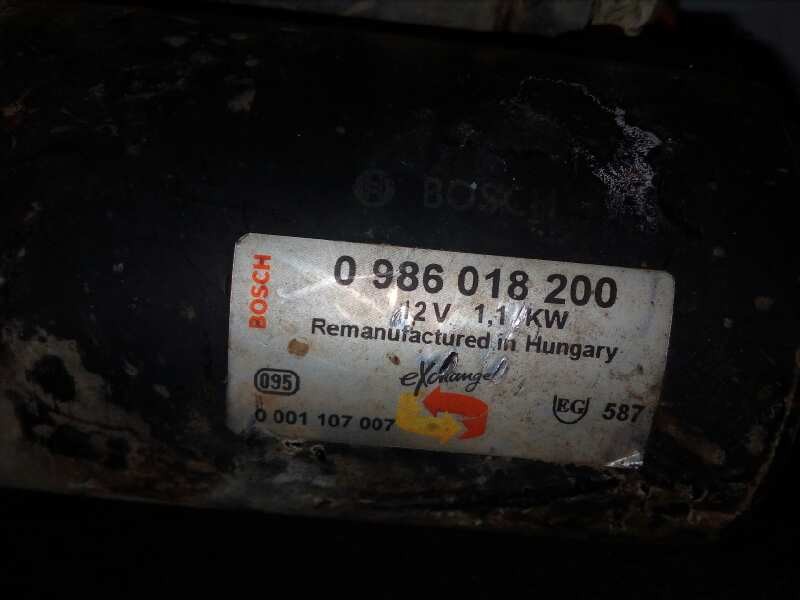 BOSCH
BOSCH
0 986 018 200
12V 1,1 KW
Remanufactured in Hungary
eXchange
095
EG 587
0 001 107 007